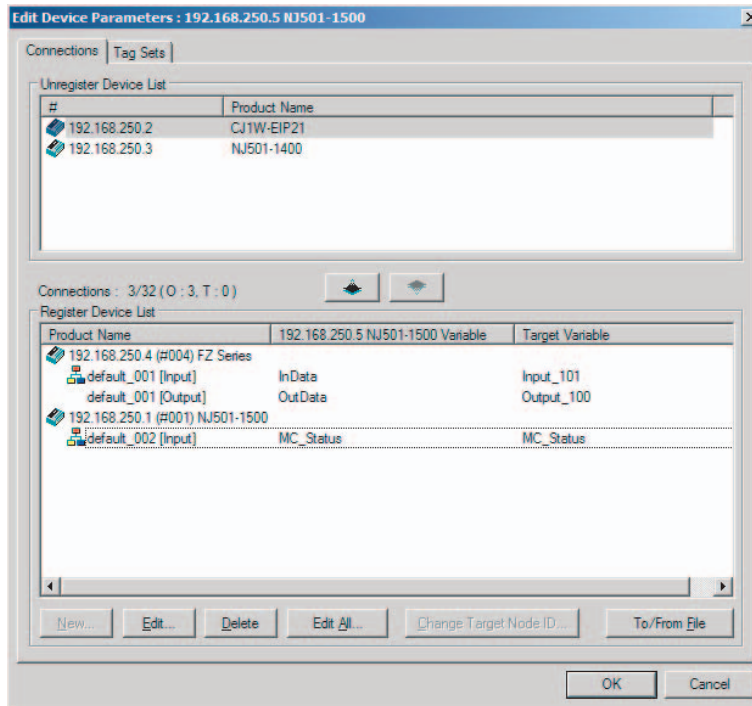 Edit Device Parameters : 192.168.250.5 NJ501-1500
Connections Tag Sets
Unregister Device List
# Product Name
192.168.250.2 CJ1W-EIP21
192.168.250.3 NJ501-1400
Connections : 3/32 (O : 3, T : 0)
Register Device List
Product Name 192.168.250.5 NJ501-1500 Variable Target Variable
192.168.250.4 (#004) FZ Series
default_001 [Input] InData Input_101
default_001 [Output] OutData Output_100
192.168.250.1 (#001) NJ501-1500
default_002 [Input] MC_Status MC_Status
New... Edit... Delete Edit All... Change Target Node ID... To/From File
OK Cancel